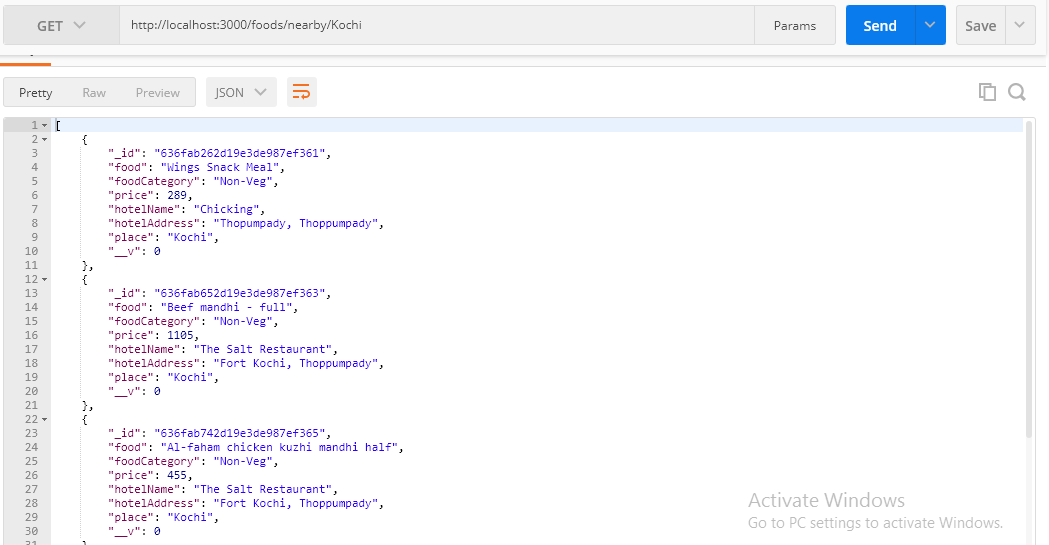 GET http://localhost:3000/foods/nearby/Kochi Params Send Save
Pretty Raw Preview JSON
1 [
2 {
3 "_id": "636fab262d19e3de987ef361",
4 "food": "Wings Snack Meal",
5 "foodCategory": "Non-Veg",
6 "price": 289,
7 "hotelName": "Chicking",
8 "hotelAddress": "Thopumpady, Thoppumpady",
9 "place": "Kochi",
10 "__v": 0
11 },
12 {
13 "_id": "636fab652d19e3de987ef363",
14 "food": "Beef mandhi - full",
15 "foodCategory": "Non-Veg",
16 "price": 1105,
17 "hotelName": "The Salt Restaurant",
18 "hotelAddress": "Fort Kochi, Thoppumpady",
19 "place": "Kochi",
20 "__v": 0
21 },
22 {
23 "_id": "636fab742d19e3de987ef365",
24 "food": "Al-faham chicken kuzhi mandhi half",
25 "foodCategory": "Non-Veg",
26 "price": 455,
27 "hotelName": "The Salt Restaurant",
28 "hotelAddress": "Fort Kochi, Thoppumpady",
29 "place": "Kochi",
30 "__v": 0
Activate Windows
Go to PC settings to activate Windows.